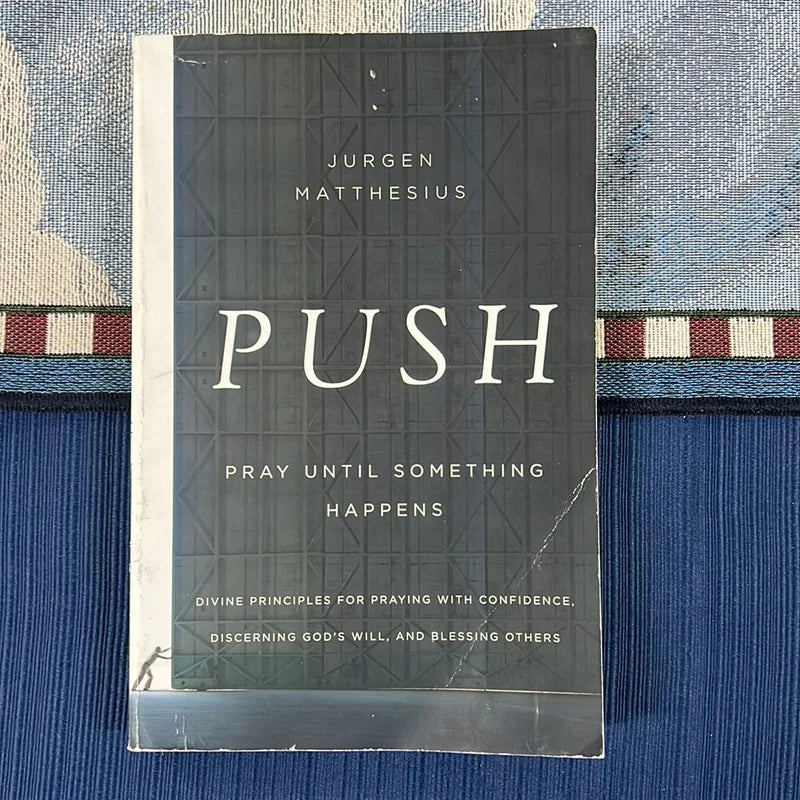 JURGEN
MATTHESIUS
PUSH
PRAY UNTIL SOMETHING
HAPPENS
DIVINE PRINCIPLES FOR PRAYING WITH CONFIDENCE,
DISCERNING GOD'S WILL, AND BLESSING OTHERS